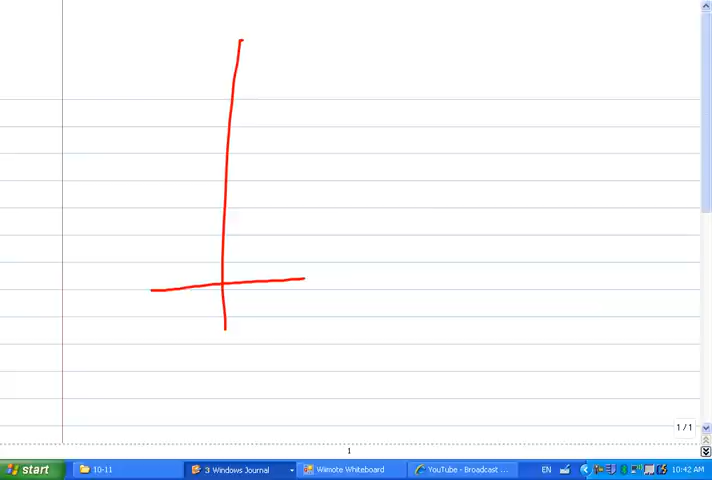 1 / 1
1
start
10-11
3 Windows Journal
Wiimote Whiteboard
YouTube - Broadcast ...
EN
10:42 AM